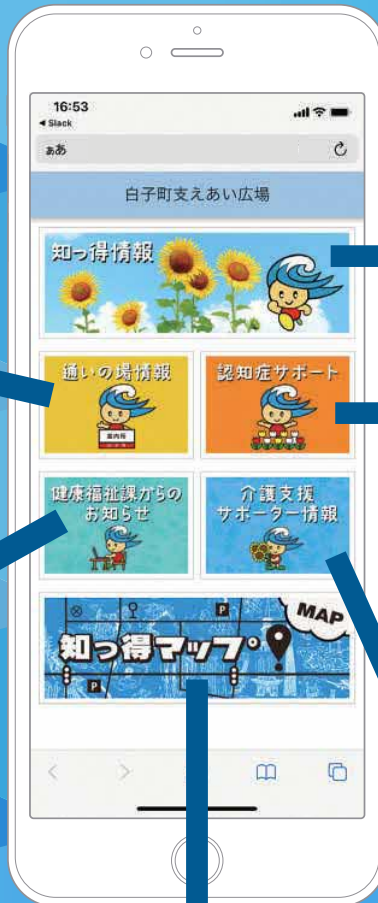 16:53
◀ Slack
ぁあ
白子町支えあい広場
知っ得情報
通いの場情報
案内所
認知症サポート
健康福祉課からの
お知らせ
介護支援
サポーター情報
P
MAP
知っ得マップ
P